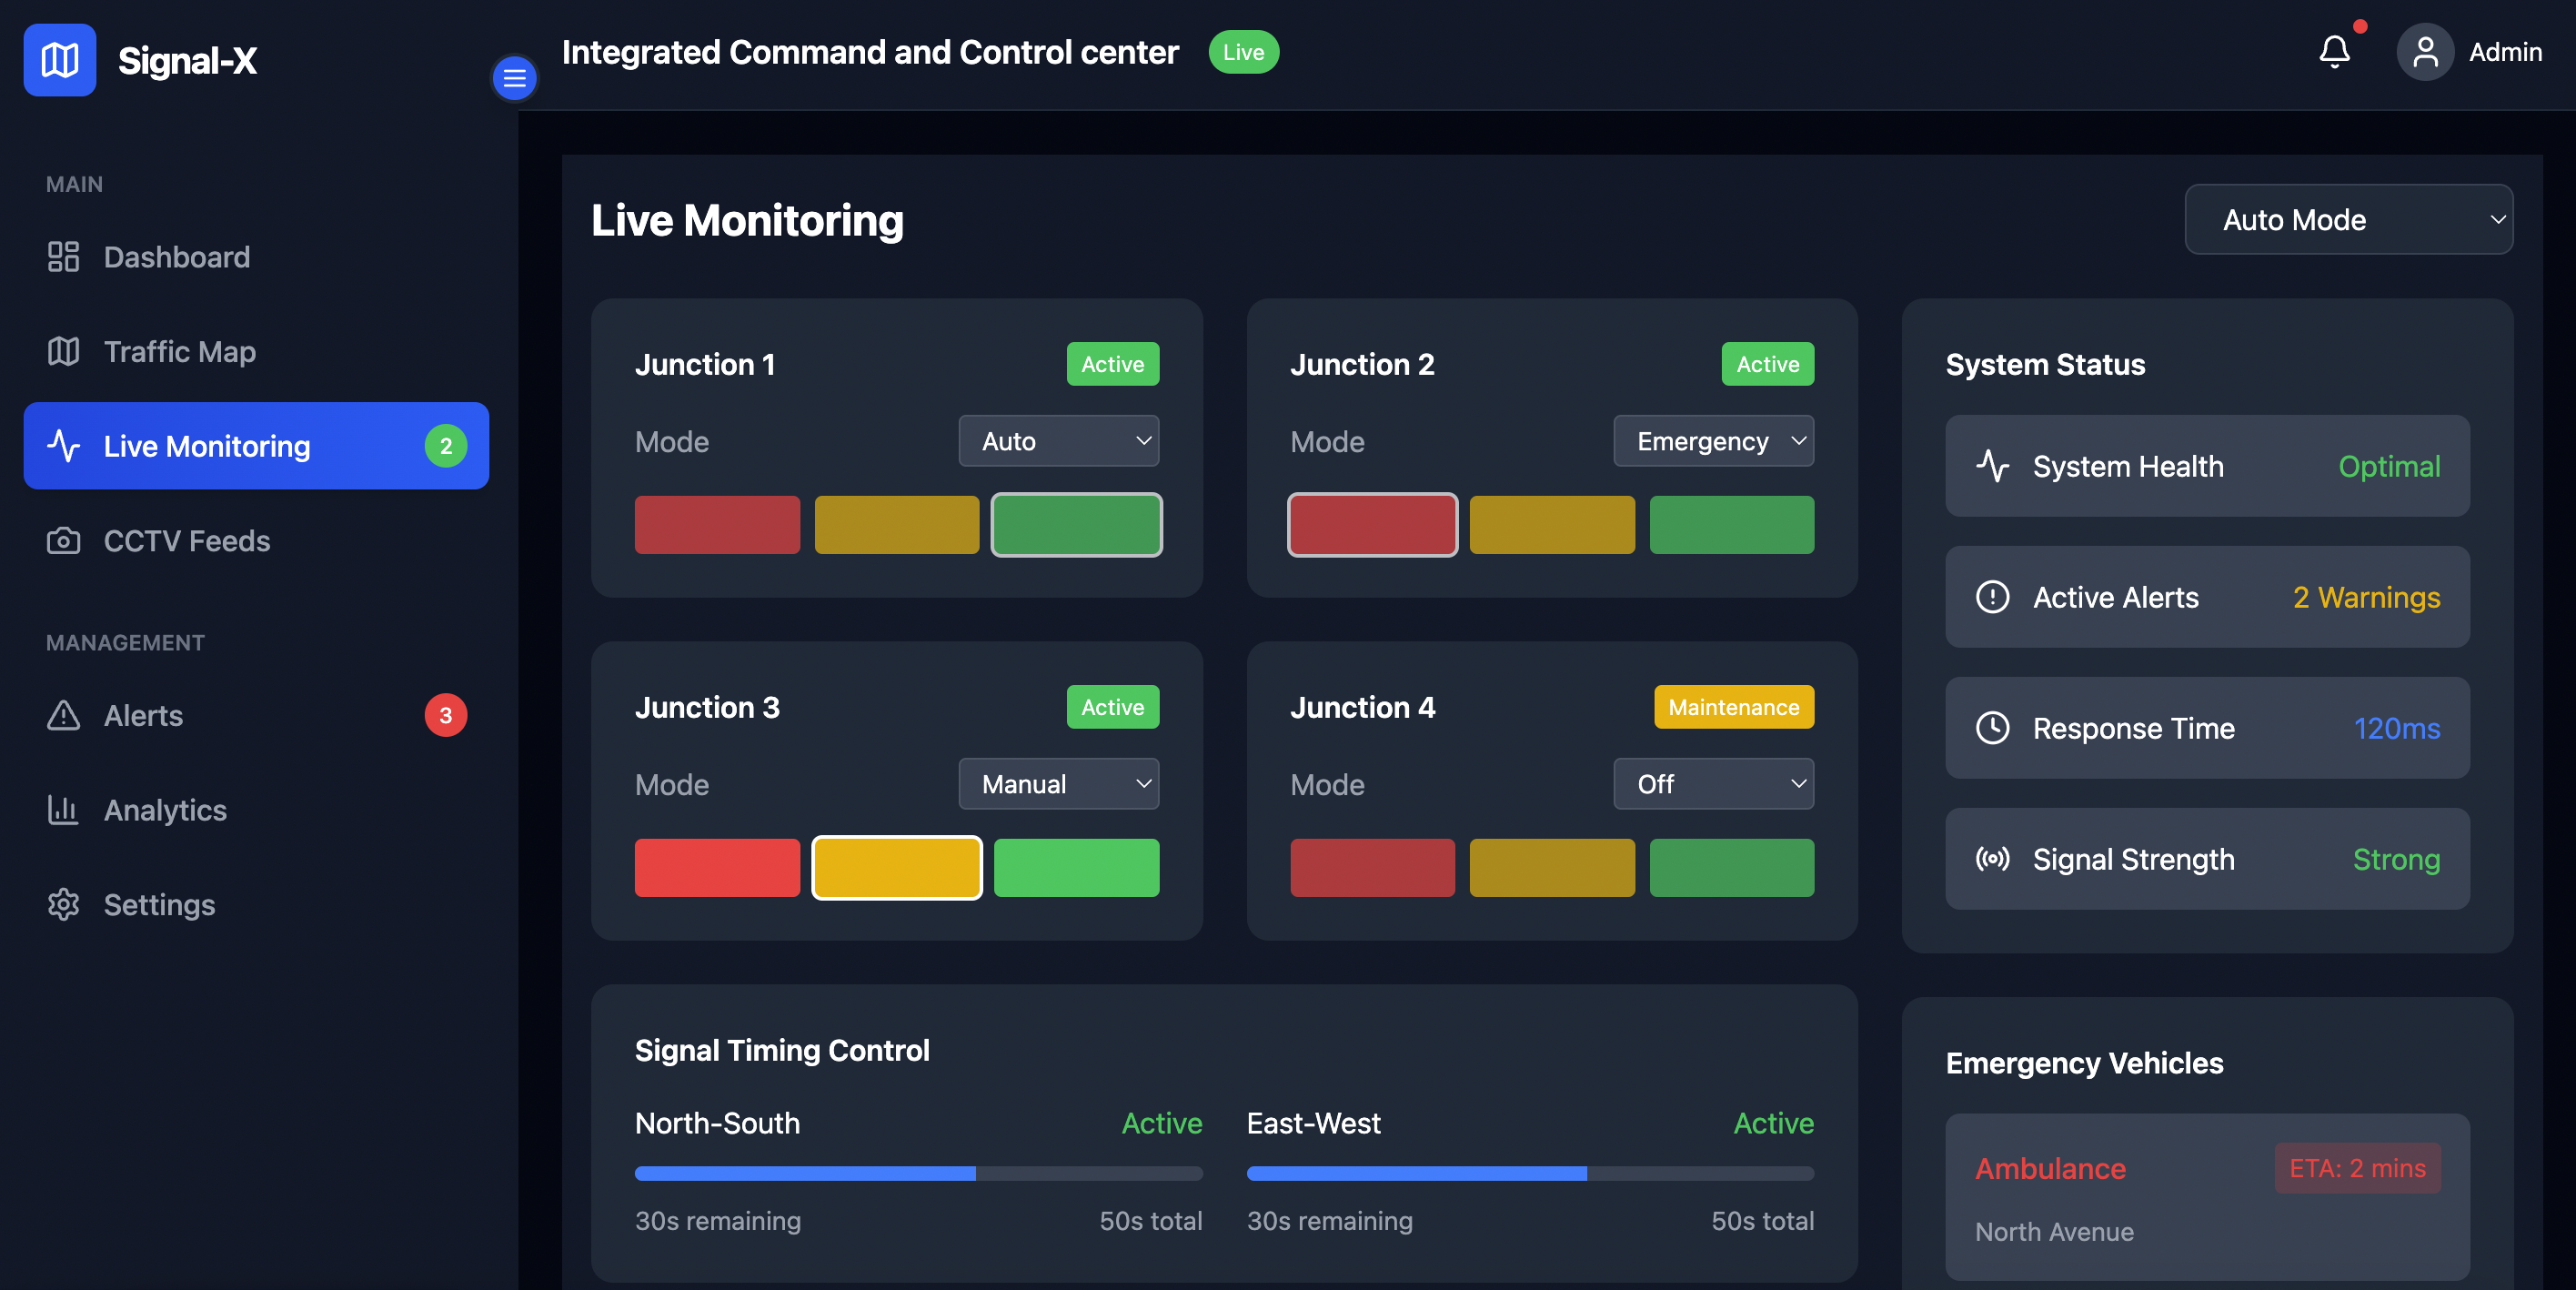 Signal-X
Integrated Command and Control center
Live
Admin
MAIN
Dashboard
Traffic Map
Live Monitoring
2
CCTV Feeds
MANAGEMENT
Alerts
3
Analytics
Settings
Live Monitoring
Auto Mode
Junction 1
Active
Mode
Auto
Junction 2
Active
Mode
Emergency
Junction 3
Active
Mode
Manual
Junction 4
Maintenance
Mode
Off
Signal Timing Control
North-South
Active
30s remaining
50s total
East-West
Active
30s remaining
50s total
System Status
System Health
Optimal
Active Alerts
2 Warnings
Response Time
120ms
Signal Strength
Strong
Emergency Vehicles
Ambulance
ETA: 2 mins
North Avenue